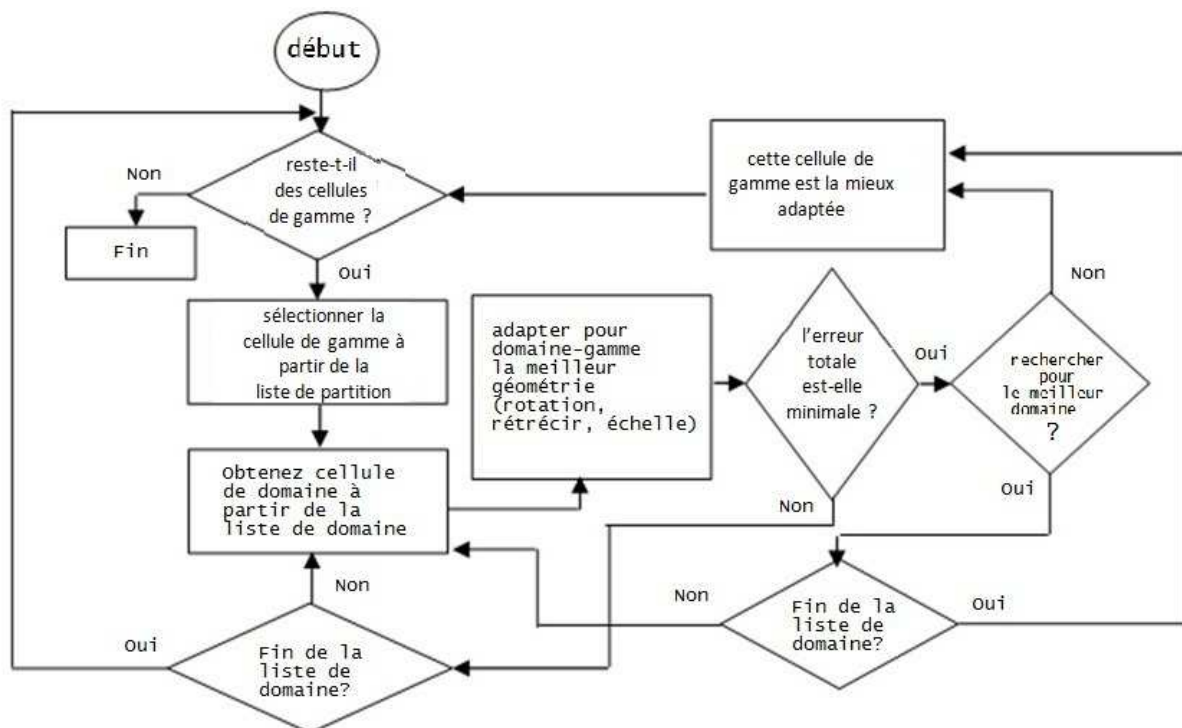 début
reste-t-il
des cellules
de gamme ?
Non
Fin
Oui
cette cellule de
gamme est la mieux
adaptée
sélectionner la
cellule de gamme à
partir de la
liste de partition
adapter pour
domaine-gamme
la meilleur
géométrie
(rotation,
rétrécir, échelle)
l'erreur
totale
est-elle
minimale ?
Oui
Non
rechercher
pour
le meilleur
domaine
?
Oui
Non
Obtenez cellule
de domaine à
partir de la
liste de domaine
Non
Oui
Fin de la
liste de
domaine?
Non
Fin de la
liste de
domaine?
Oui